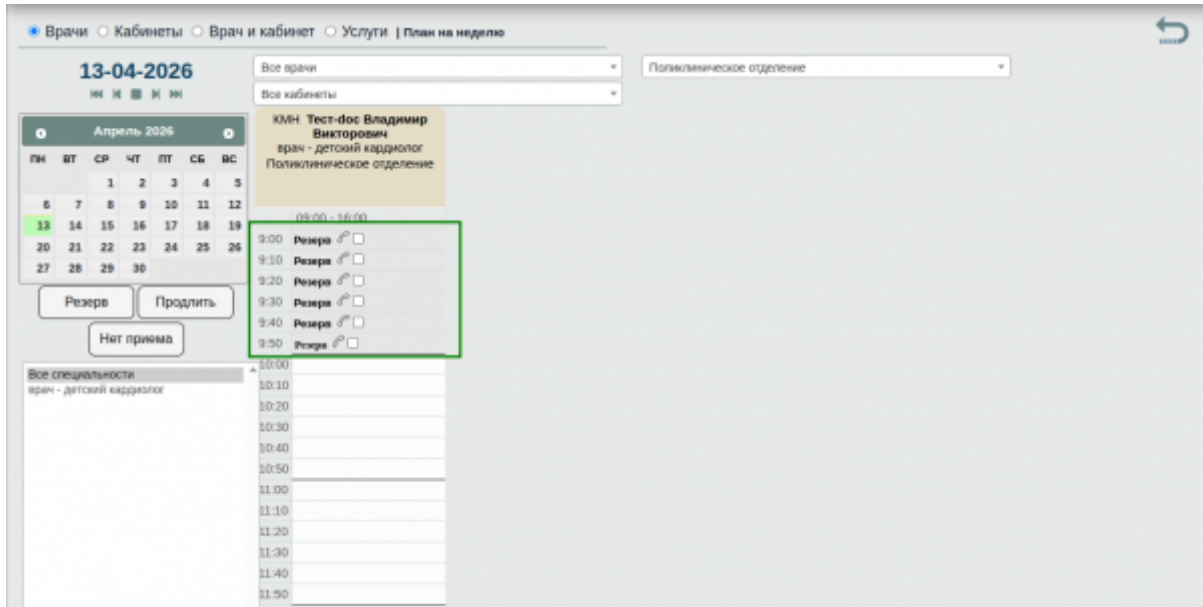 Врачи Кабинеты Врач и кабинет Услуги | План на неделю
13-04-2026
Все врачи
Поликлиническое отделение
Все кабинеты
Апрель 2026
ПН ВТ СР ЧТ ПТ СБ ВС
1 2 3 4 5
6 7 8 9 10 11 12
13 14 15 16 17 18 19
20 21 22 23 24 25 26
27 28 29 30
Резерв Продлить
Нет приема
Все специальности
врач - детский кардиолог
КМН Тест-doc Владимир
Викторович
врач - детский кардиолог
Поликлиническое отделение
09:00 - 16:00
9:00 Резерв
9:10 Резерв
9:20 Резерв
9:30 Резерв
9:40 Резерв
9:50 Резерв
10:00
10:10
10:20
10:30
10:40
10:50
11:00
11:10
11:20
11:30
11:40
11:50